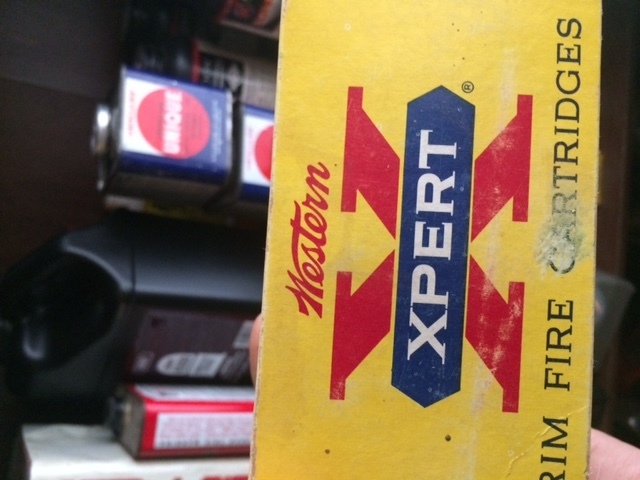 Western
XPERT
®
RIM FIRE CARTRIDGES
UNIQUE